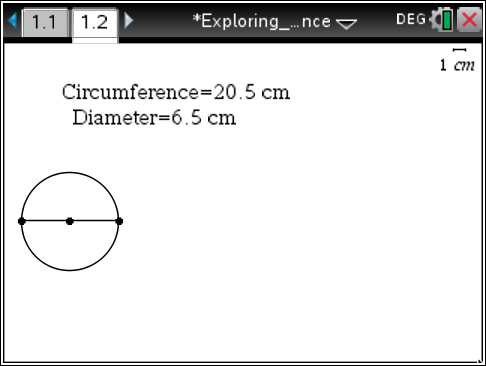 1.1 1.2 *Exploring_...nce DEG
1 cm
Circumference=20.5 cm
Diameter=6.5 cm